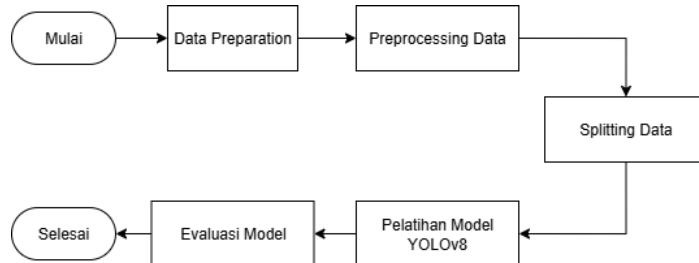 Mulai
Data Preparation
Preprocessing Data
Splitting Data
Pelatihan Model
YOLOv8
Evaluasi Model
Selesai